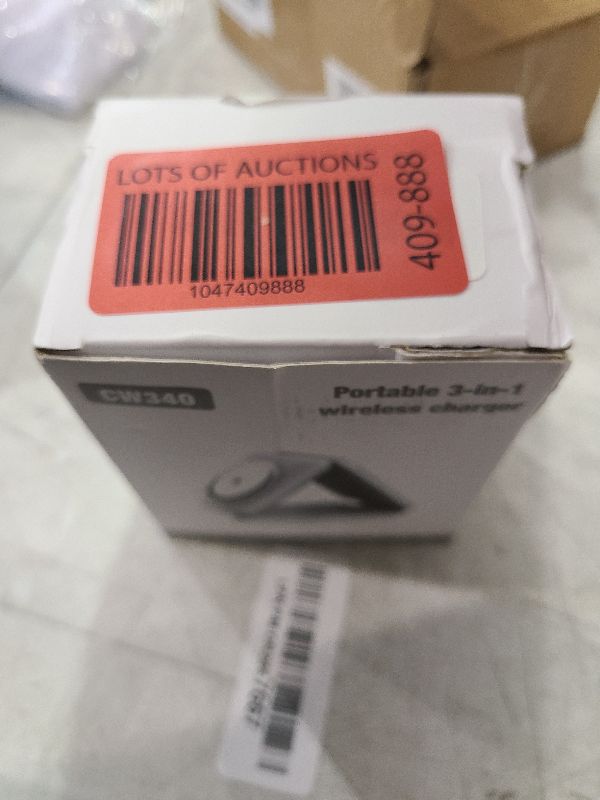 LOTS OF AUCTIONS
409-888
1047409888
CW340
Portable 3-in-1
wireless charger